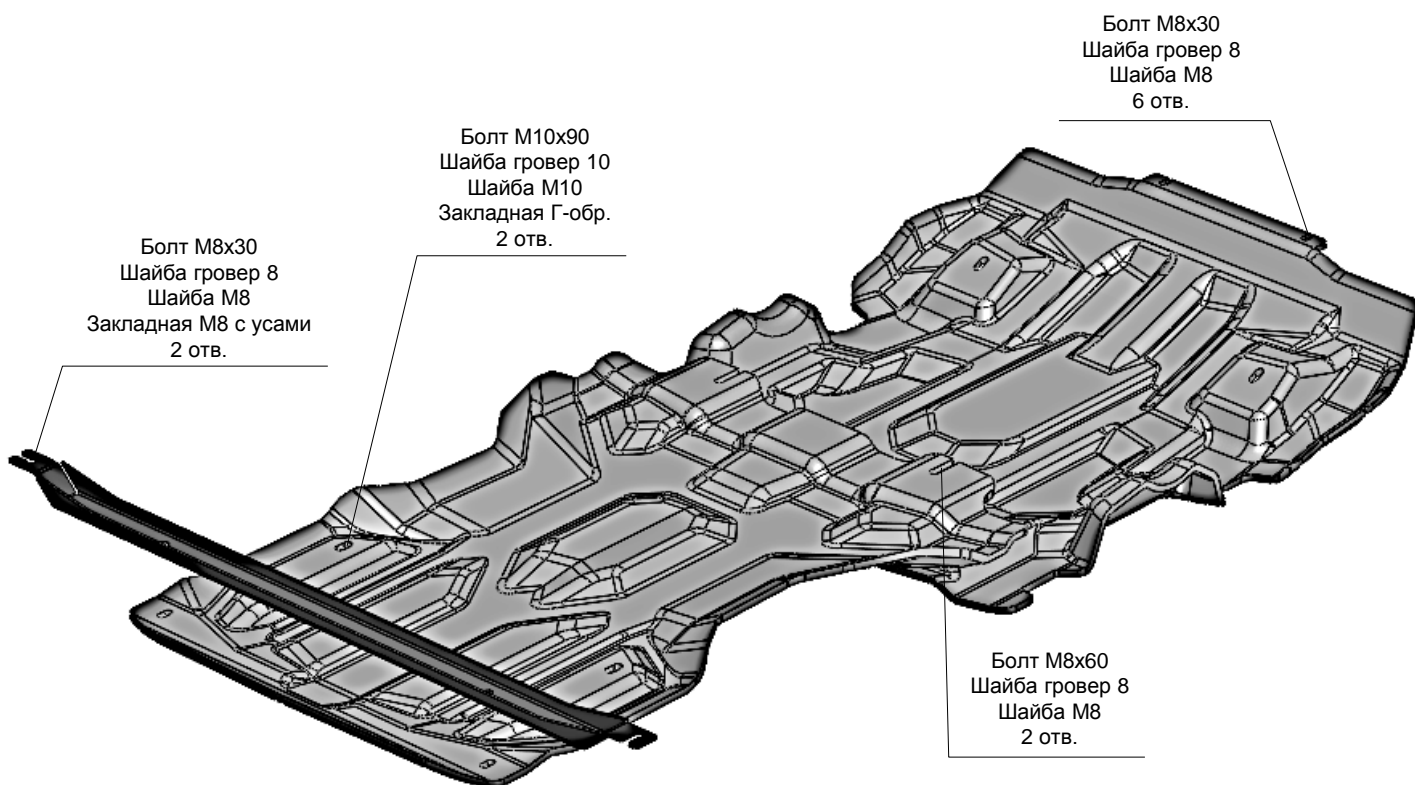 Болт М8х30
Шайба гровер 8
Шайба М8
6 отв.
Болт М10х90
Шайба гровер 10
Шайба М10
Закладная Г-обр.
2 отв.
Болт М8х30
Шайба гровер 8
Шайба М8
Закладная М8 с усами
2 отв.
Болт М8х60
Шайба гровер 8
Шайба М8
2 отв.